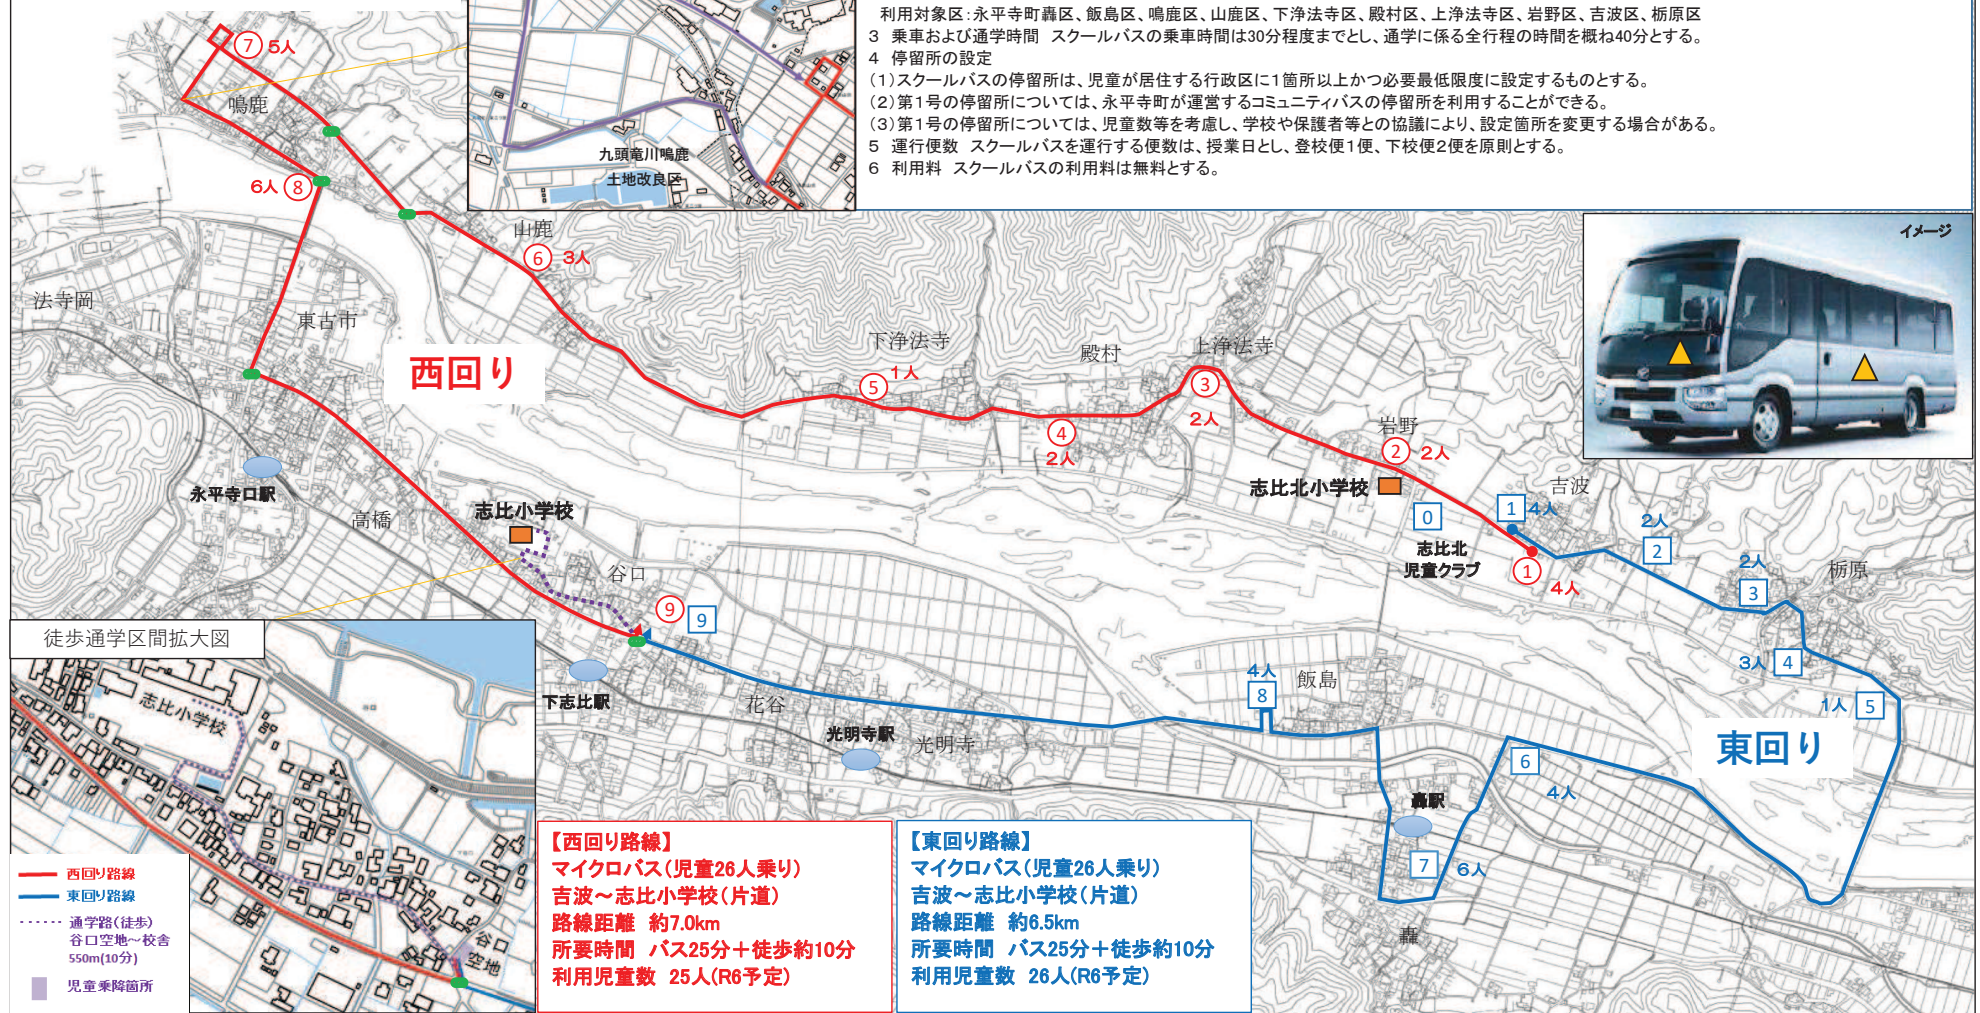 利用対象区：永平寺町轟区、飯島区、鳴鹿区、山鹿区、下浄法寺区、殿村区、上浄法寺区、岩野区、吉波区、栃原区
3 乗車および通学時間 スクールバスの乗車時間は30分程度までとし、通学に係る全行程の時間を概ね40分とする。
4 停留所の設定
(1)スクールバスの停留所は、児童が居住する行政区に1箇所以上かつ必要最低限度に設定するものとする。
(2)第1号の停留所については、永平寺町が運営するコミュニティバスの停留所を利用することができる。
(3)第1号の停留所については、児童数等を考慮し、学校や保護者等との協議により、設定箇所を変更する場合がある。
5 運行便数 スクールバスを運行する便数は、授業日とし、登校便1便、下校便2便を原則とする。
6 利用料 スクールバスの利用料は無料とする。
⑦ 5人
鳴鹿
6人 ⑧
九頭竜川鳴鹿
土地改良区
山鹿
⑥ 3人
イメージ
法寺岡
東古市
西回り
下浄法寺
⑤ 1人
殿村
④
2人
上浄法寺
③
2人
岩野
② 2人
志比北小学校
吉波
1 4人
0
志比北
児童クラブ
①
4人
2人
2
2人
3
栃原
3人 4
1人 5
東回り
永平寺口駅
高橋
志比小学校
谷口
⑨ 9
下志比駅
花谷
光明寺駅
光明寺
4人
8
飯島
6
4人
轟駅
7 6人
轟
徒歩通学区間拡大図
志比小学校
谷口
空地
西回り路線
東回り路線
通学路(徒歩)
谷口空地～校舎
550m(10分)
児童乗降箇所
【西回り路線】
マイクロバス(児童26人乗り)
吉波～志比小学校(片道)
路線距離 約7.0km
所要時間 バス25分＋徒歩約10分
利用児童数 25人(R6予定)
【東回り路線】
マイクロバス(児童26人乗り)
吉波～志比小学校(片道)
路線距離 約6.5km
所要時間 バス25分＋徒歩約10分
利用児童数 26人(R6予定)